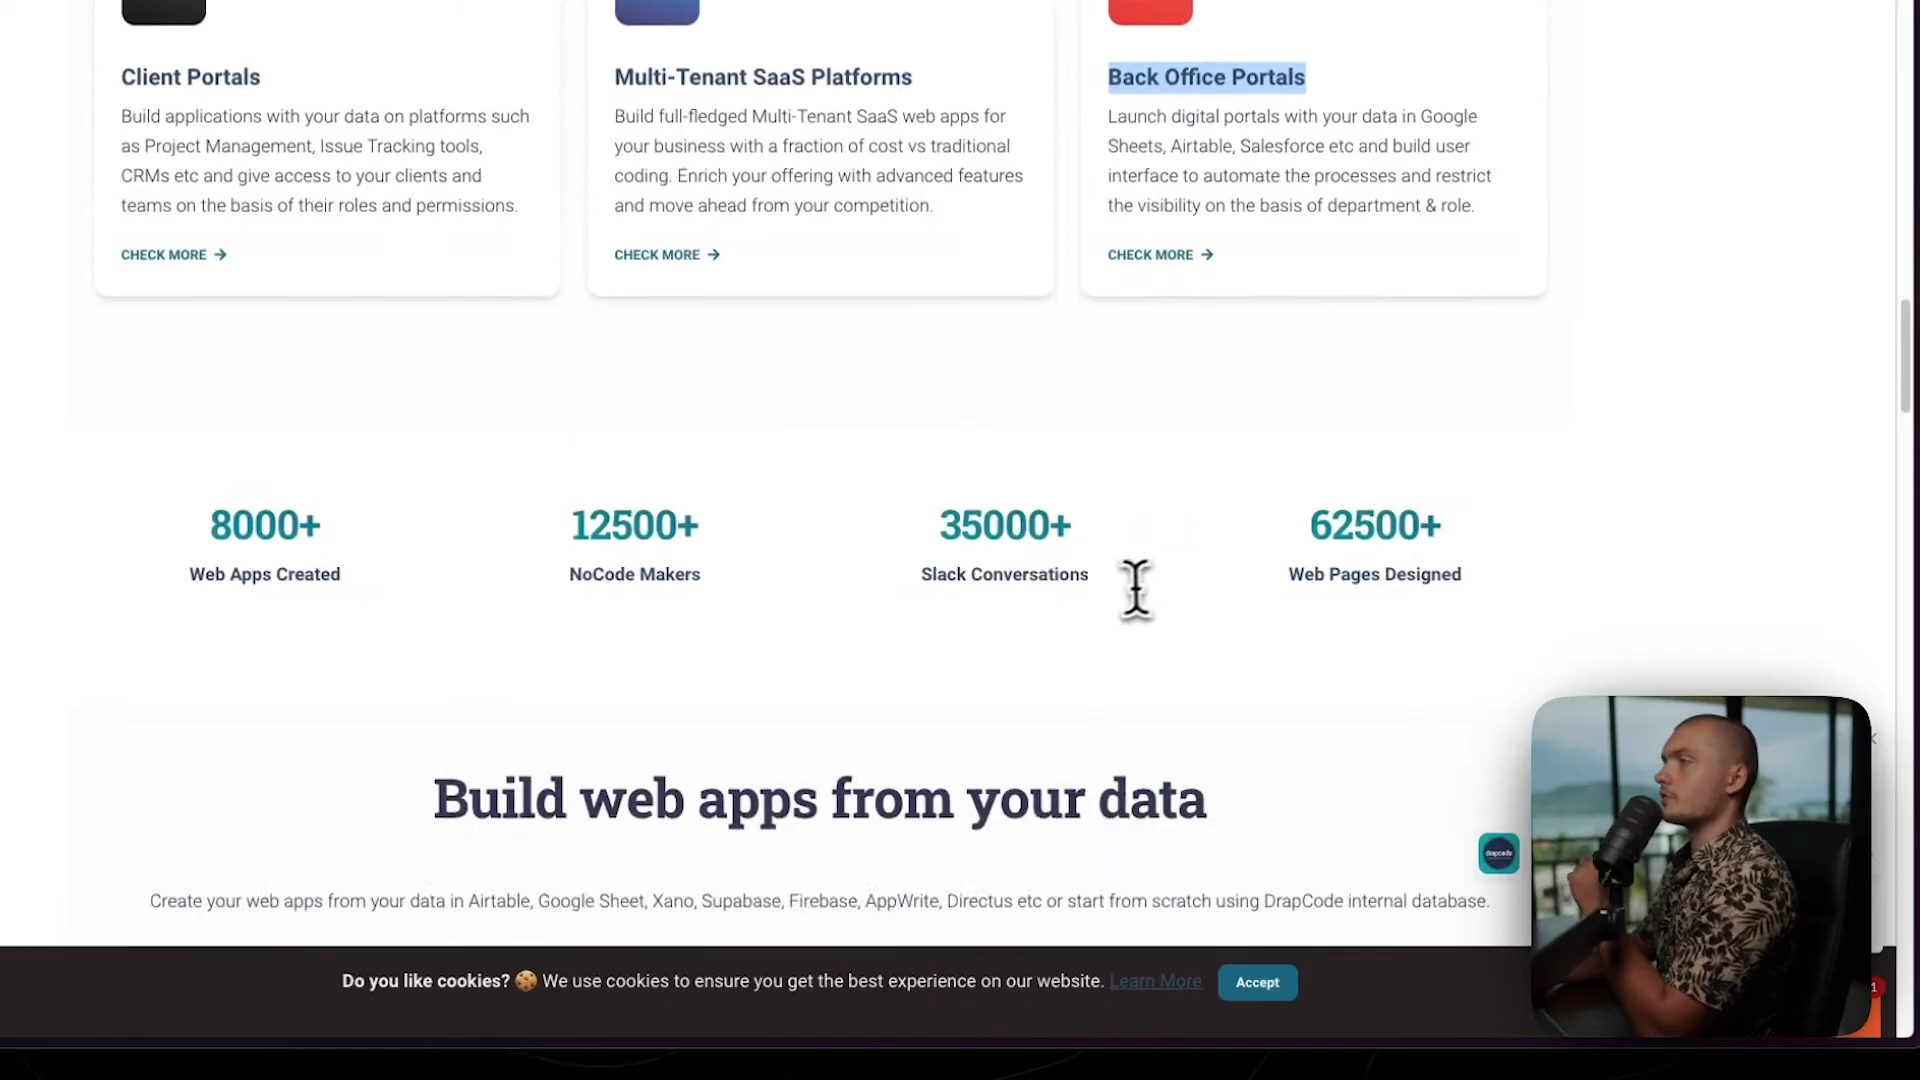 Client Portals
Build applications with your data on platforms such
as Project Management, Issue Tracking tools,
CRMs etc and give access to your clients and
teams on the basis of their roles and permissions.
CHECK MORE →
Multi-Tenant SaaS Platforms
Build full-fledged Multi-Tenant SaaS web apps for
your business with a fraction of cost vs traditional
coding. Enrich your offering with advanced features
and move ahead from your competition.
CHECK MORE →
Back Office Portals
Launch digital portals with your data in Google
Sheets, Airtable, Salesforce etc and build user
interface to automate the processes and restrict
the visibility on the basis of department & role.
CHECK MORE →
8000+
Web Apps Created
12500+
NoCode Makers
35000+
Slack Conversations
62500+
Web Pages Designed
Build web apps from your data
drapcode
Create your web apps from your data in Airtable, Google Sheet, Xano, Supabase, Firebase, AppWrite, Directus etc or start from scratch using DrapCode internal database.
Do you like cookies? 🍪 We use cookies to ensure you get the best experience on our website. Learn More
Accept
1